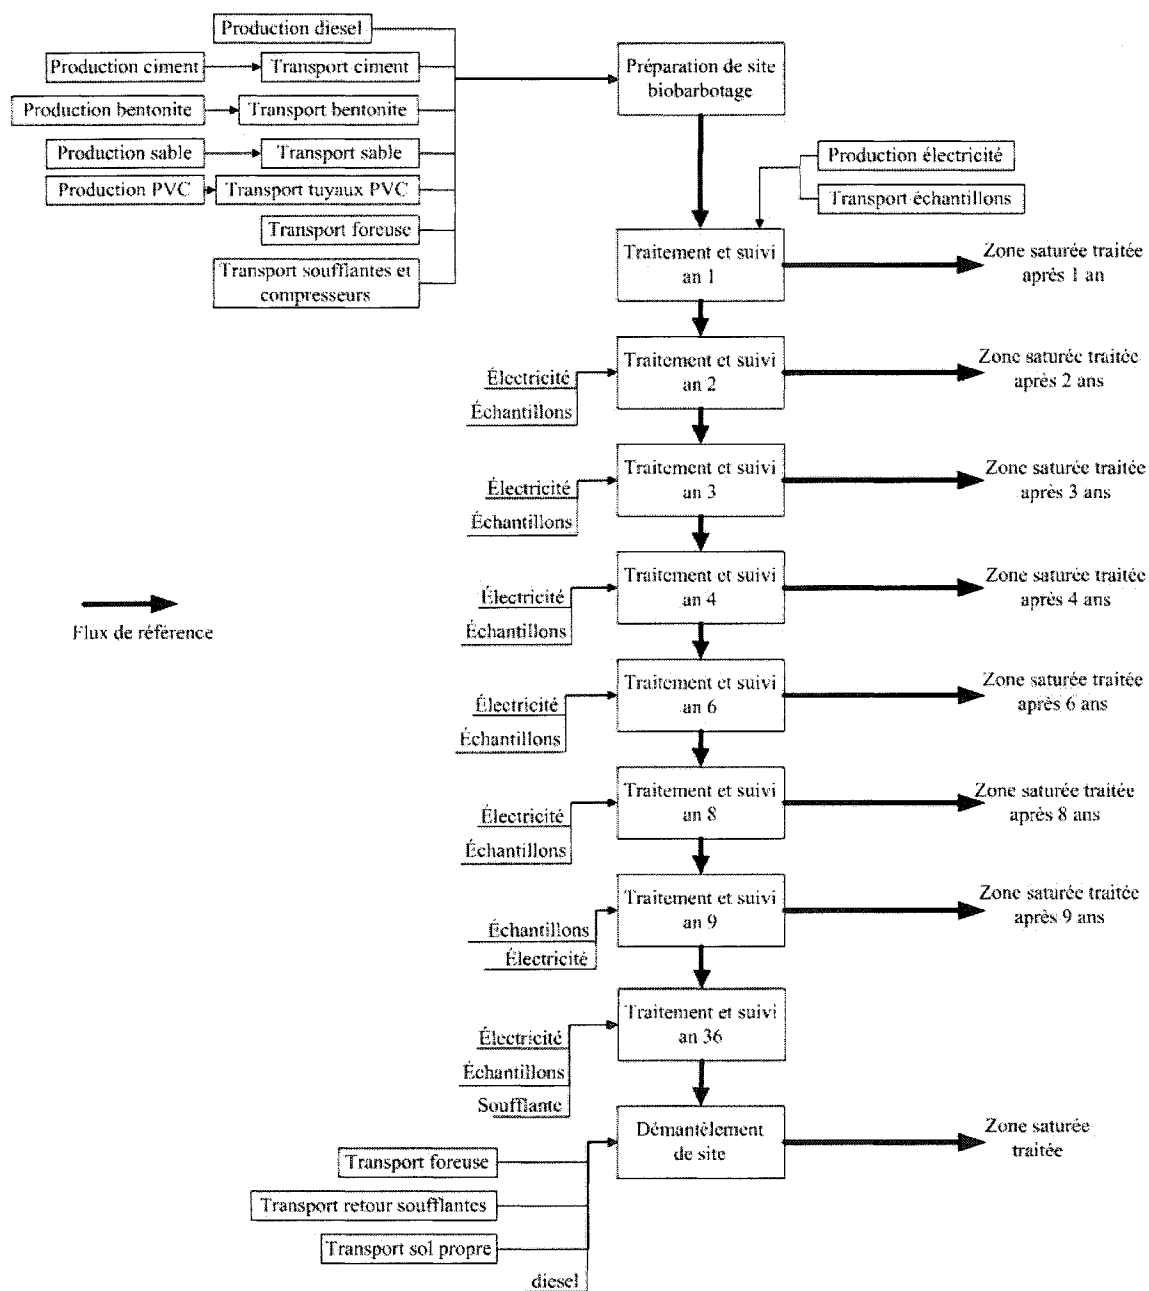 Production diesel
Production ciment
Transport ciment
Production bentonite
Transport bentonite
Production sable
Transport sable
Production PVC
Transport tuyaux PVC
Transport foreuse
Transport soufflantes et
compresseurs
Préparation de site
biobarbotage
Production électricité
Transport échantillons
Traitement et suivi
an 1
Zone saturée traitée
après 1 an
Électricité
Échantillons
Traitement et suivi
an 2
Zone saturée traitée
après 2 ans
Électricité
Échantillons
Traitement et suivi
an 3
Zone saturée traitée
après 3 ans
Électricité
Échantillons
Traitement et suivi
an 4
Zone saturée traitée
après 4 ans
Flux de référence
Électricité
Échantillons
Traitement et suivi
an 6
Zone saturée traitée
après 6 ans
Électricité
Échantillons
Traitement et suivi
an 8
Zone saturée traitée
après 8 ans
Échantillons
Électricité
Traitement et suivi
an 9
Zone saturée traitée
après 9 ans
Électricité
Échantillons
Soufflante
Traitement et suivi
an 36
Démantèlement
de site
Zone saturée
traitée
Transport foreuse
Transport retour soufflantes
Transport sol propre
diesel